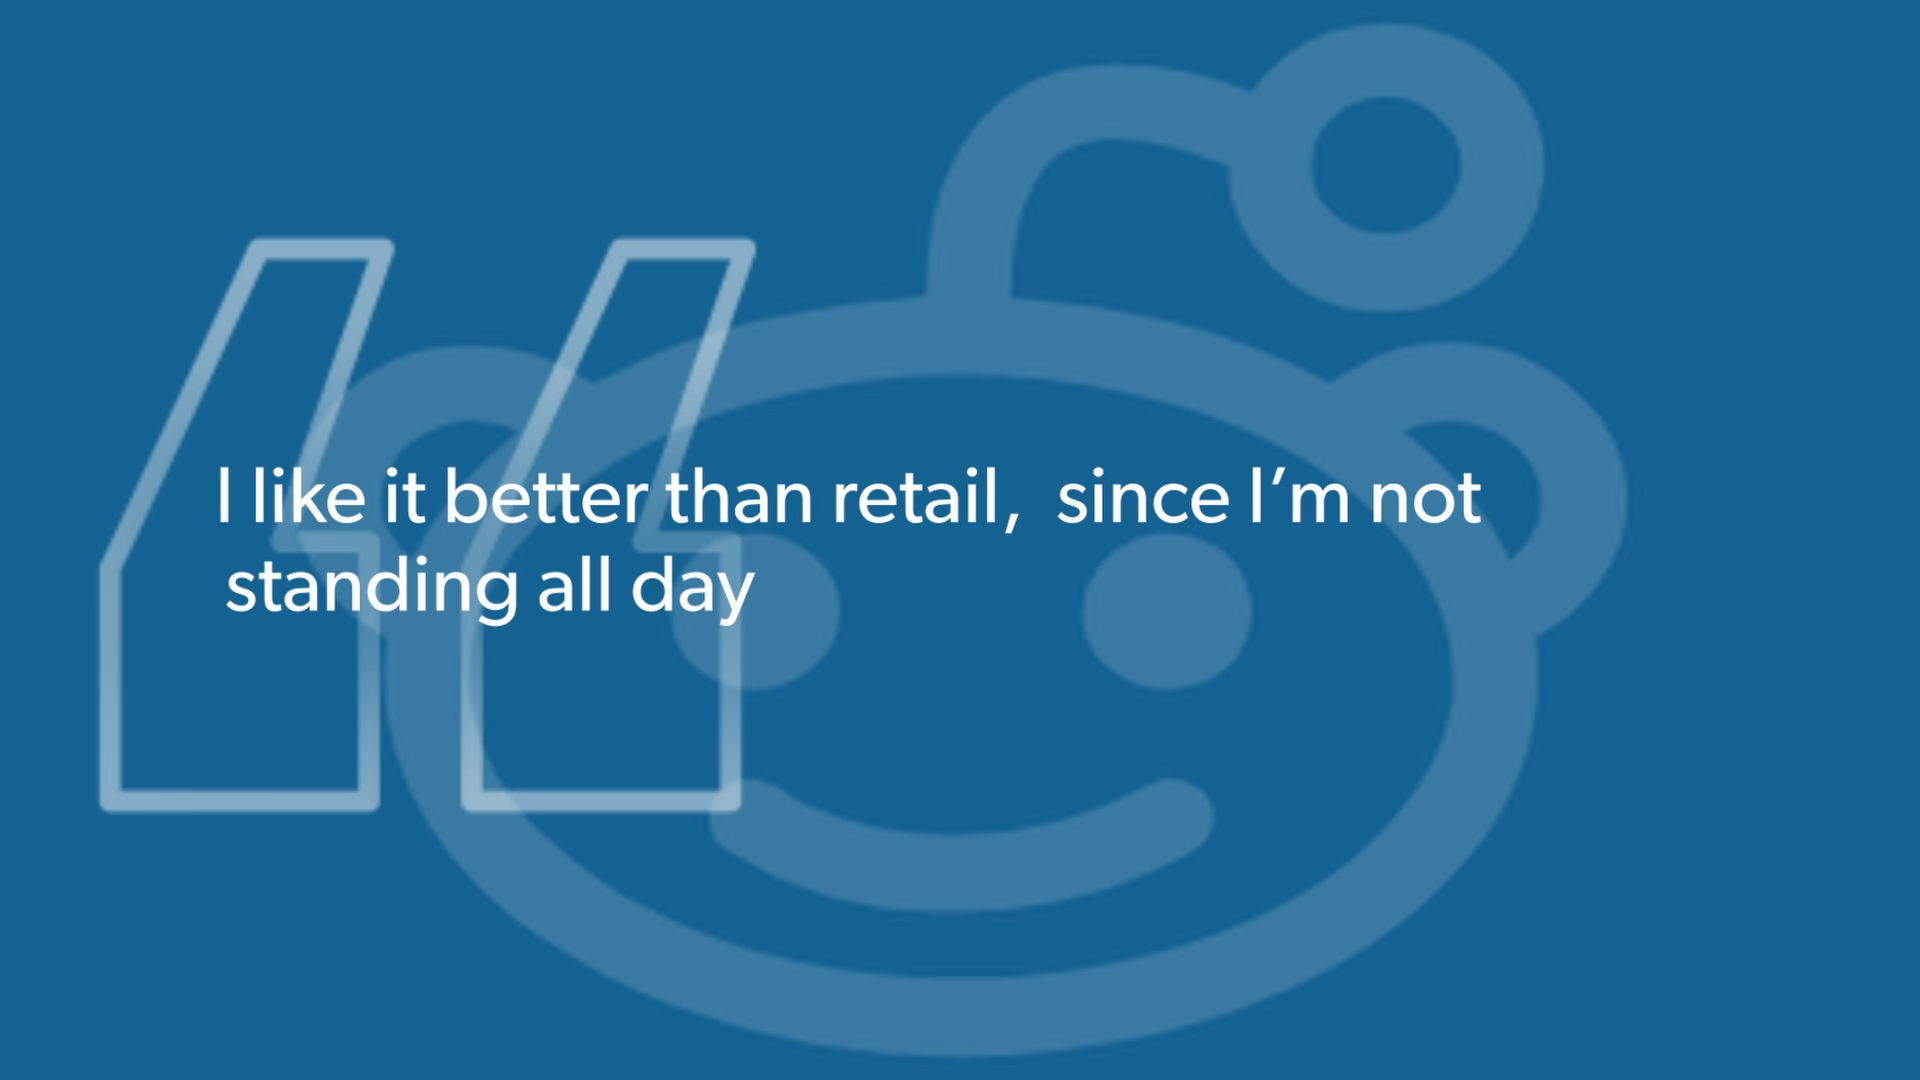 I like it better than retail,  since I’m not
standing all day